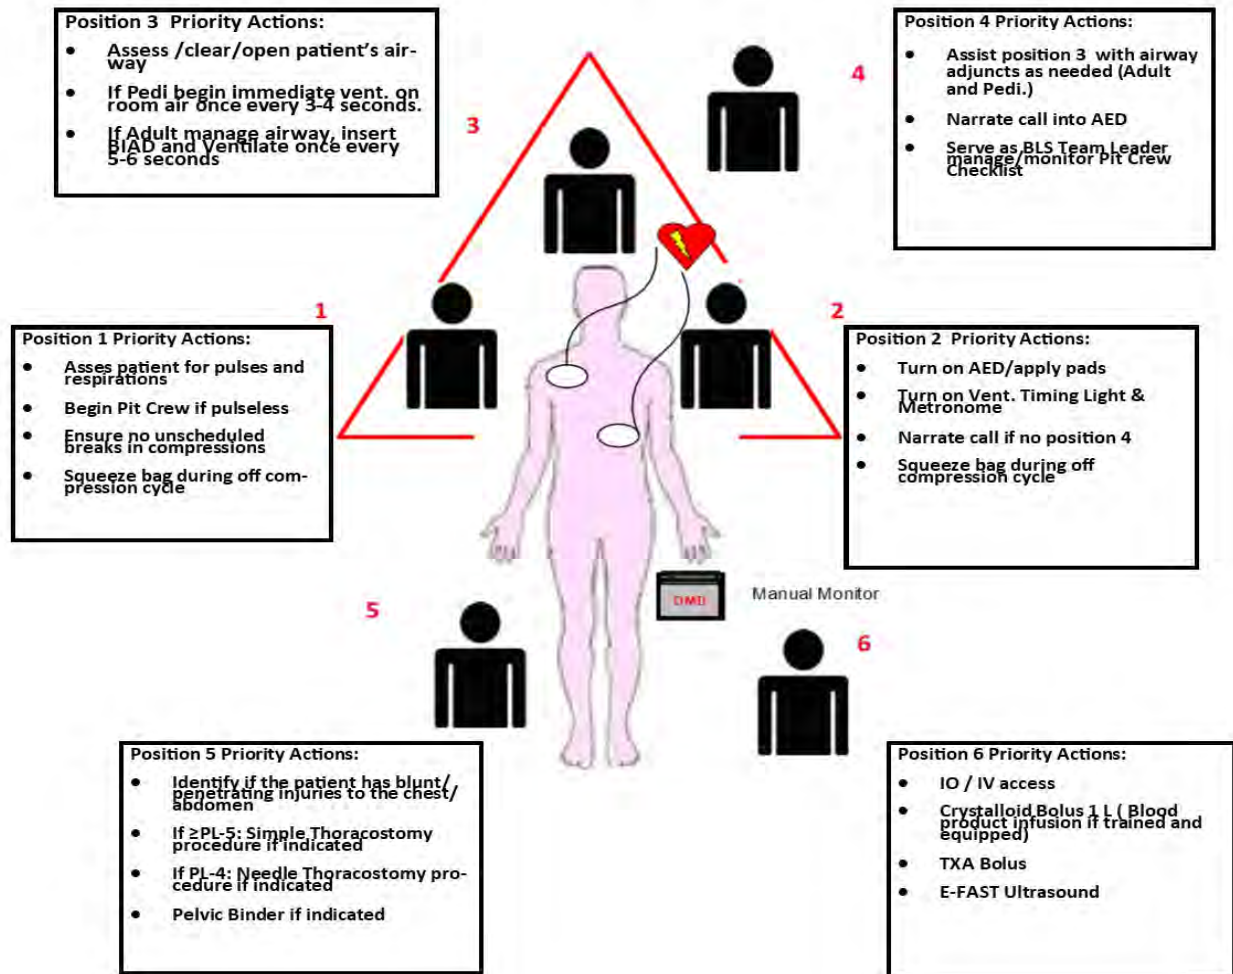 Position 3  Priority Actions:
● Assess /clear/open patient's air-
way
● If Pedi begin immediate vent. on
room air once every 3-4 seconds.
● If Adult manage airway, insert
BIAD and Ventilate once every
5-6 seconds
3
Position 4 Priority Actions:
● Assist position 3  with airway
adjuncts as needed (Adult
and Pedi.)
● Narrate call into AED
● Serve as BLS Team Leader
manage/monitor Pit Crew
Checklist
4
1
Position 1 Priority Actions:
● Asses patient for pulses and
respirations
● Begin Pit Crew if pulseless
● Ensure no unscheduled
breaks in compressions
● Squeeze bag during off com-
pression cycle
2
Position 2  Priority Actions:
● Turn on AED/apply pads
● Turn on Vent. Timing Light &
Metronome
● Narrate call if no position 4
● Squeeze bag during off
compression cycle
DMD
Manual Monitor
5
6
Position 5 Priority Actions:
● Identify if the patient has blunt/
penetrating injuries to the chest/
abdomen
● If ≥PL-5: Simple Thoracostomy
procedure if indicated
● If PL-4: Needle Thoracostomy pro-
cedure if indicated
● Pelvic Binder if indicated
Position 6 Priority Actions:
● IO / IV access
● Crystalloid Bolus 1 L ( Blood
product infusion if trained and
equipped)
● TXA Bolus
● E-FAST Ultrasound